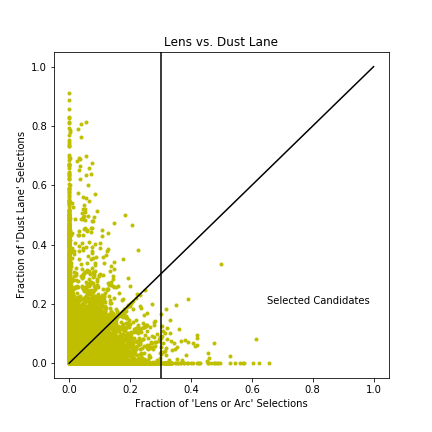 Lens vs. Dust Lane
Fraction of 'Dust Lane' Selections
1.0
0.8
0.6
0.4
0.2
0.0
Selected Candidates
0.0 0.2 0.4 0.6 0.8 1.0
Fraction of 'Lens or Arc' Selections